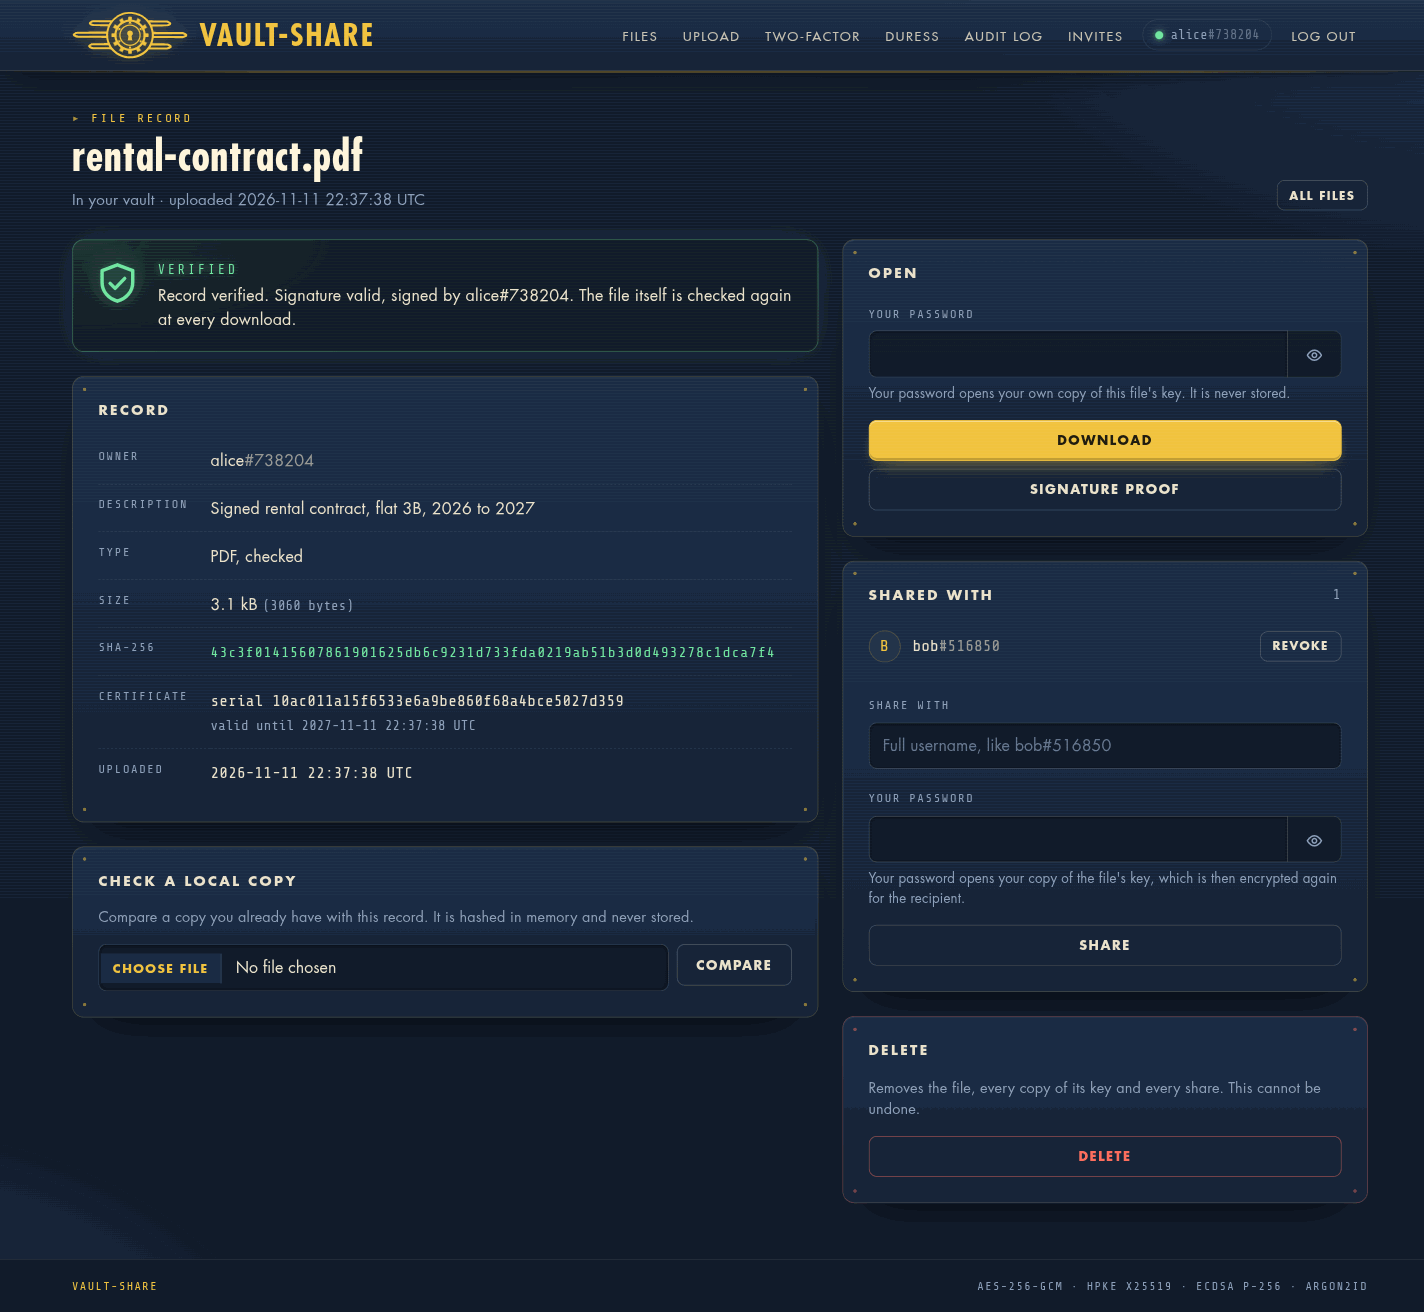 VAULT-SHARE
FILES UPLOAD TWO-FACTOR DURESS AUDIT LOG INVITES alice#738204 LOG OUT
▸ FILE RECORD
rental-contract.pdf
In your vault · uploaded 2026-11-11 22:37:38 UTC
ALL FILES
VERIFIED
Record verified. Signature valid, signed by alice#738204. The file itself is checked again
at every download.
RECORD
OWNER alice#738204
DESCRIPTION Signed rental contract, flat 3B, 2026 to 2027
TYPE PDF, checked
SIZE 3.1 kB (3060 bytes)
SHA-256 43c3f01415607861901625db6c9231d733fda0219ab51b3d0d493278c1dca7f4
CERTIFICATE serial 10ac011a15f6533e6a9be860f68a4bce5027d359
valid until 2027-11-11 22:37:38 UTC
UPLOADED 2026-11-11 22:37:38 UTC
CHECK A LOCAL COPY
Compare a copy you already have with this record. It is hashed in memory and never stored.
CHOOSE FILE No file chosen COMPARE
OPEN
YOUR PASSWORD
Your password opens your own copy of this file's key. It is never stored.
DOWNLOAD
SIGNATURE PROOF
SHARED WITH 1
B bob#516850 REVOKE
SHARE WITH
Full username, like bob#516850
YOUR PASSWORD
Your password opens your copy of the file's key, which is then encrypted again
for the recipient.
SHARE
DELETE
Removes the file, every copy of its key and every share. This cannot be
undone.
DELETE
VAULT-SHARE
AES-256-GCM · HPKE X25519 · ECDSA P-256 · ARGON2ID